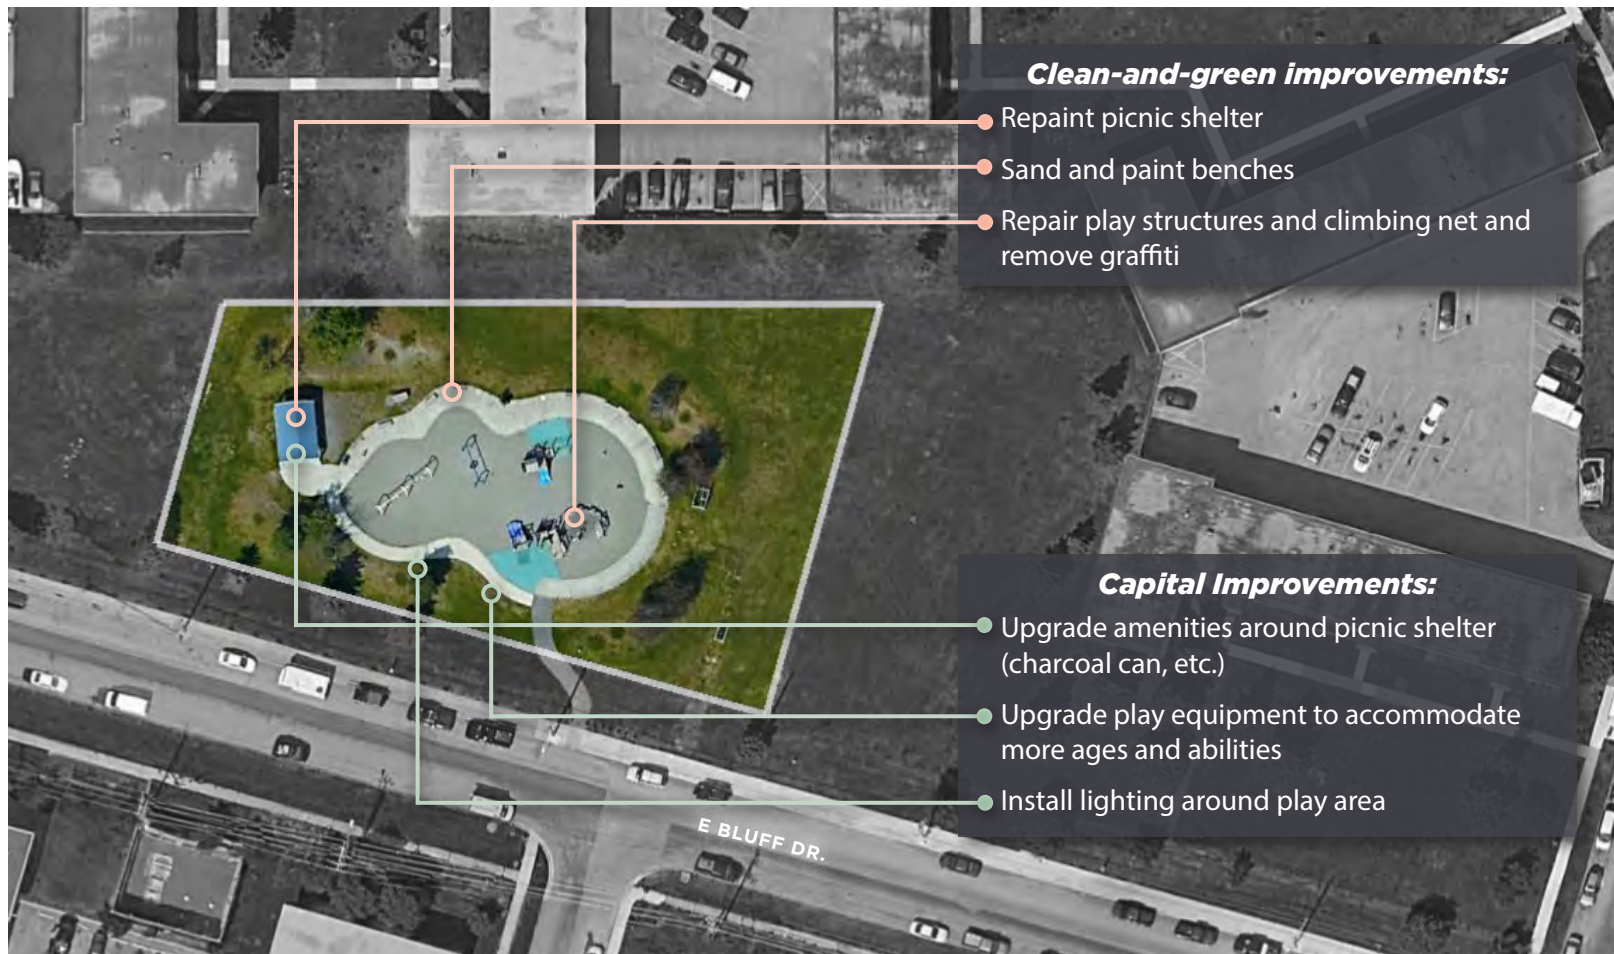 Clean-and-green improvements:
Repaint picnic shelter
Sand and paint benches
Repair play structures and climbing net and
remove graffiti
Capital Improvements:
Upgrade amenities around picnic shelter
(charcoal can, etc.)
Upgrade play equipment to accommodate
more ages and abilities
Install lighting around play area
E BLUFF DR.